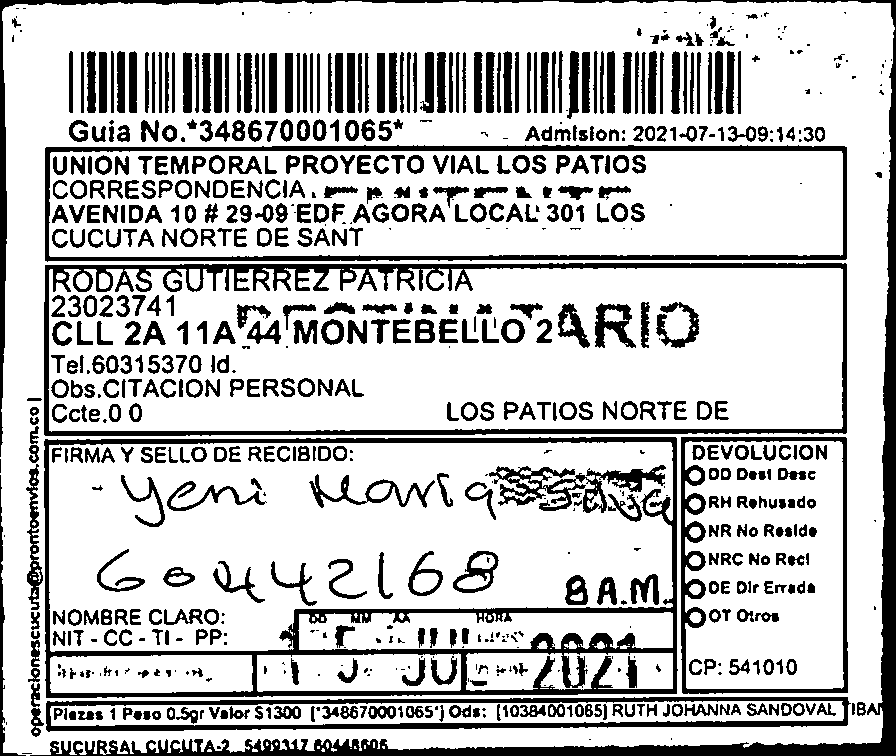 Guia No.*348670001065* Admision: 2021-07-13-09:14:30
UNION TEMPORAL PROYECTO VIAL LOS PATIOS
CORRESPONDENCIA.
AVENIDA 10 # 29-09 EDF AGORA LOCAL 301 LOS
CUCUTA NORTE DE SANT
RODAS GUTIERREZ PATRICIA
23023741
DESTINATARIO
CLL 2A 11A 44 MONTEBELLO 2
Tel.60315370 Id.
Obs.CITACION PERSONAL
Ccte.0 0 LOS PATIOS NORTE DE
operacionescucuta@prontoenvios.com.co |
FIRMA Y SELLO DE RECIBIDO:
Yeni Maria
60442168
8 A.M.
NOMBRE CLARO:
NIT - CC - TI - PP:
DD MM AA HORA
15 JUL 2021
DEVOLUCION
DD Dest Desc
RH Rehusado
NR No Reside
NRC No Recl
DE Dir Errada
OT Otros
CP: 541010
Piezas 1 Peso 0.5gr Valor $1300 [*348670001065*] Ods: [10384001065] RUTH JOHANNA SANDOVAL TIBA
SUCURSAL CUCUTA-2 5499317 60448606